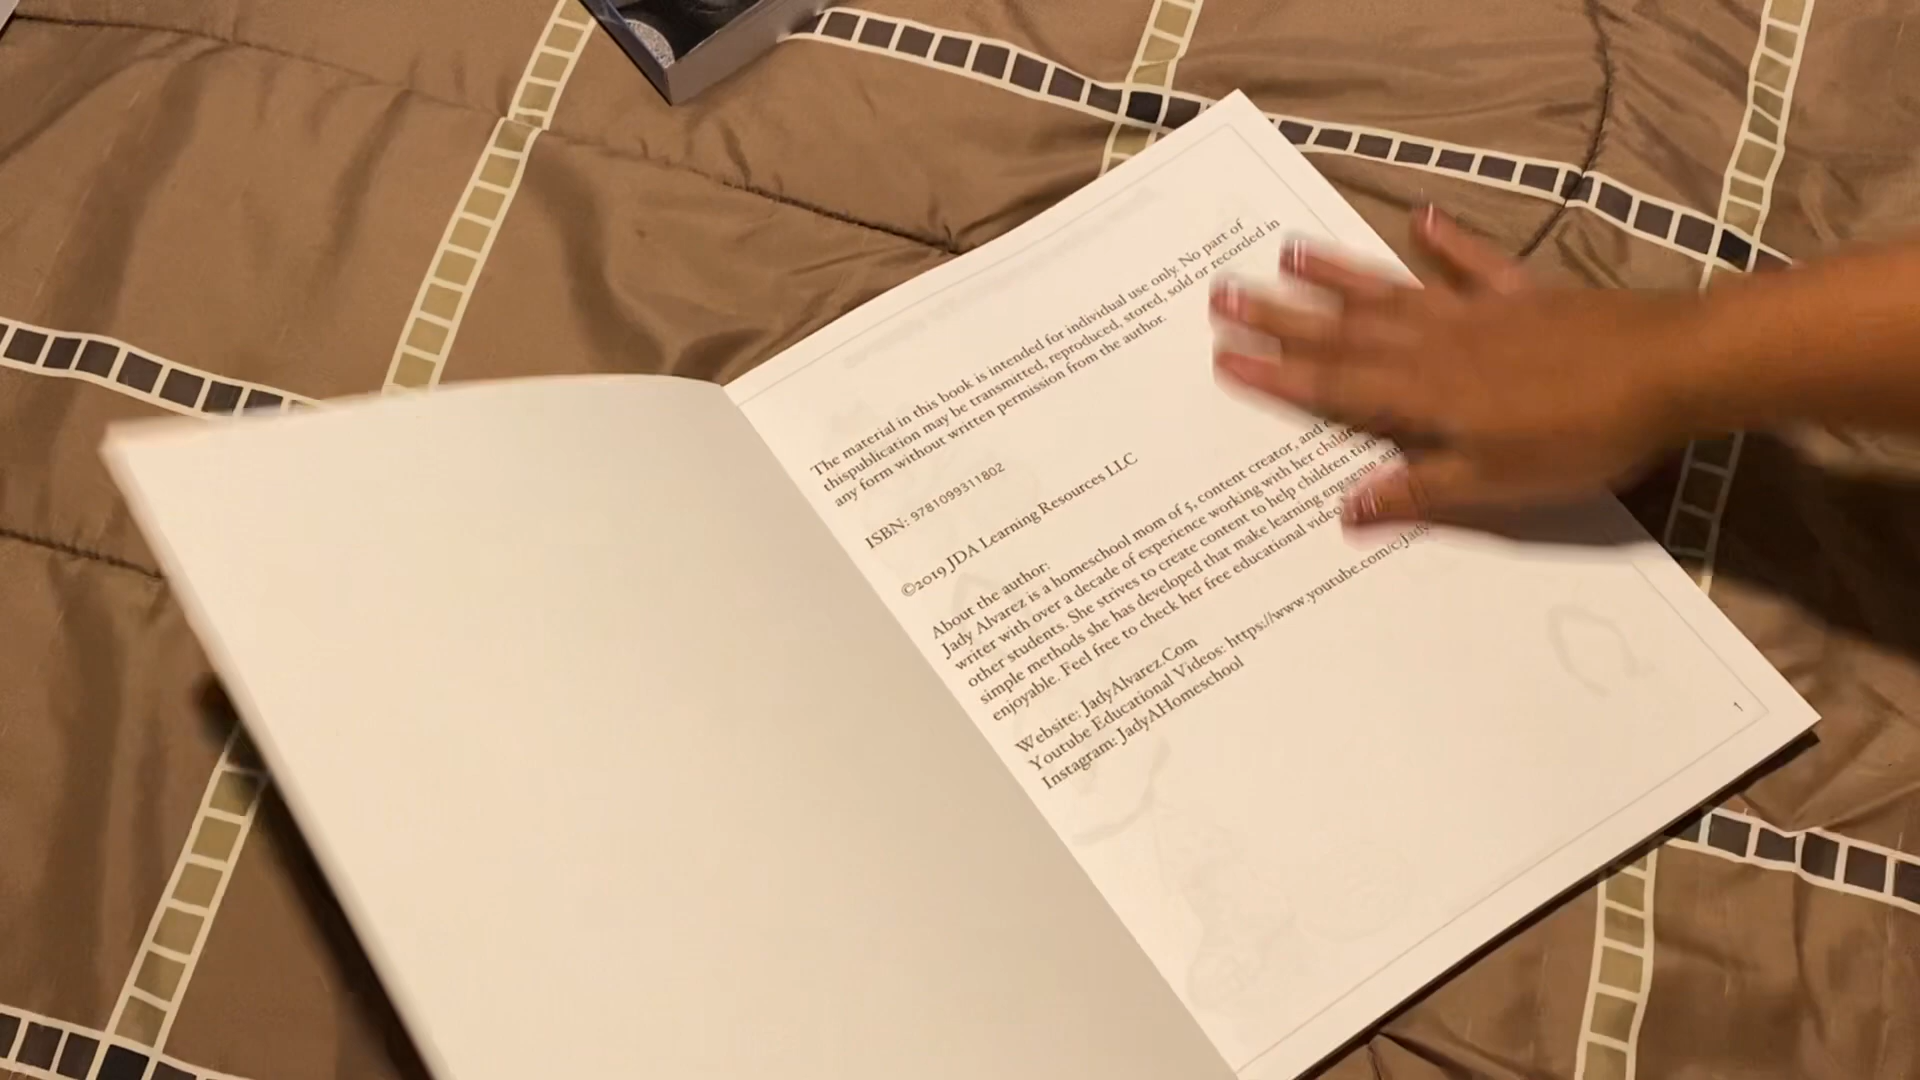 The material in this book is intended for individual use only. No part of
thispublication may be transmitted, reproduced, stored, sold or recorded in
any form without written permission from the author.
ISBN: 9781099311802
©2019 JDA Learning Resources LLC
About the author:
Jady Alvarez is a homeschool mom of 5, content creator, and
writer with over a decade of experience working with her children
other students. She strives to create content to help children
simple methods she has developed that make learning engaging and
enjoyable. Feel free to check her free educational video
Website: JadyAlvarez.Com
Youtube Educational Videos: https://www.youtube.com/c/Jady
Instagram: JadyAHomeschool
1